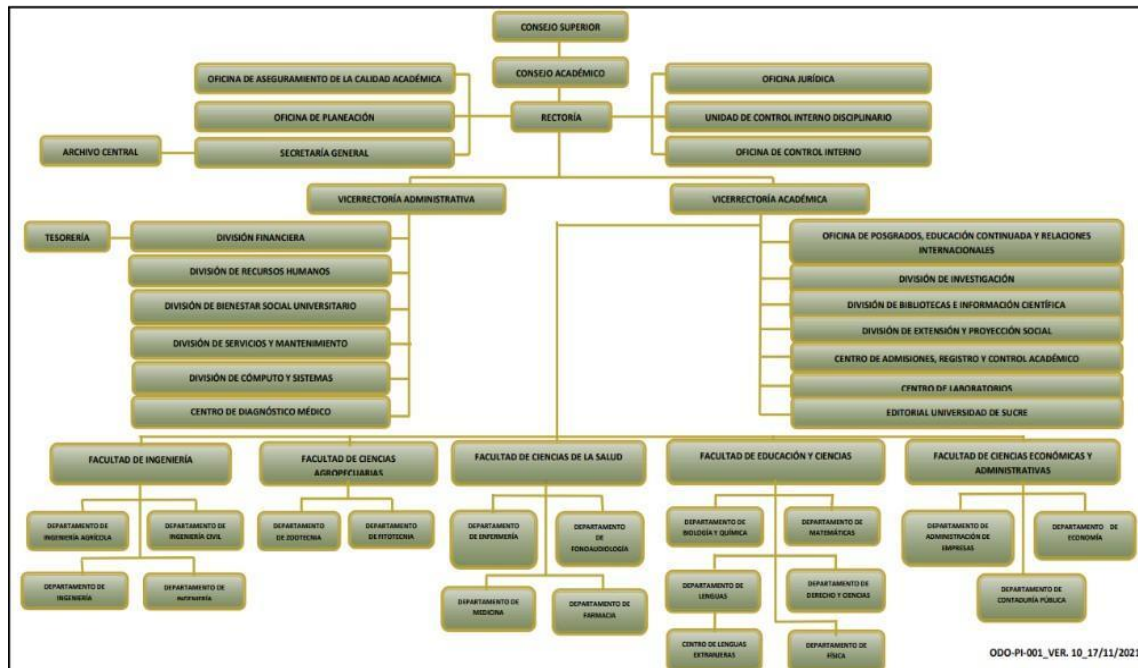 CONSEJO SUPERIOR
CONSEJO ACADÉMICO
OFICINA DE ASEGURAMIENTO DE LA CALIDAD ACADÉMICA
OFICINA JURÍDICA
OFICINA DE PLANEACIÓN
RECTORÍA
UNIDAD DE CONTROL INTERNO DISCIPLINARIO
ARCHIVO CENTRAL
SECRETARÍA GENERAL
OFICINA DE CONTROL INTERNO
VICERRECTORÍA ADMINISTRATIVA
VICERRECTORÍA ACADÉMICA
TESORERÍA
DIVISIÓN FINANCIERA
DIVISIÓN DE RECURSOS HUMANOS
DIVISIÓN DE BIENESTAR SOCIAL UNIVERSITARIO
DIVISIÓN DE SERVICIOS Y MANTENIMIENTO
DIVISIÓN DE CÓMPUTO Y SISTEMAS
CENTRO DE DIAGNÓSTICO MÉDICO
OFICINA DE POSGRADOS, EDUCACIÓN CONTINUADA Y RELACIONES
INTERNACIONALES
DIVISIÓN DE INVESTIGACIÓN
DIVISIÓN DE BIBLIOTECAS E INFORMACIÓN CIENTÍFICA
DIVISIÓN DE EXTENSIÓN Y PROYECCIÓN SOCIAL
CENTRO DE ADMISIONES, REGISTRO Y CONTROL ACADÉMICO
CENTRO DE LABORATORIOS
EDITORIAL UNIVERSIDAD DE SUCRE
FACULTAD DE INGENIERÍA
FACULTAD DE CIENCIAS
AGROPECUARIAS
FACULTAD DE CIENCIAS DE LA SALUD
FACULTAD DE EDUCACIÓN Y CIENCIAS
FACULTAD DE CIENCIAS ECONÓMICAS Y
ADMINISTRATIVAS
DEPARTAMENTO DE
INGENIERÍA AGRÍCOLA
DEPARTAMENTO DE
INGENIERÍA CIVIL
DEPARTAMENTO DE
INGENIERÍA
DEPARTAMENTO DE
INGENIERÍA
DEPARTAMENTO
DE ZOOTECNIA
DEPARTAMENTO
DE FITOTECNIA
DEPARTAMENTO
DE ENFERMERÍA
DEPARTAMENTO
DE
FONOAUDIOLOGÍA
DEPARTAMENTO DE
MEDICINA
DEPARTAMENTO DE
FARMACIA
DEPARTAMENTO DE
BIOLOGÍA Y QUÍMICA
DEPARTAMENTO DE
MATEMÁTICAS
DEPARTAMENTO DE
LENGUAS
DEPARTAMENTO DE
DERECHO Y CIENCIAS
CENTRO DE LENGUAS
EXTRANJERAS
DEPARTAMENTO DE
FÍSICA
DEPARTAMENTO DE
ADMINISTRACIÓN DE
EMPRESAS
DEPARTAMENTO DE
ECONOMÍA
DEPARTAMENTO DE
CONTADURÍA PÚBLICA
ODO-PI-001_VER. 10_17/11/2021